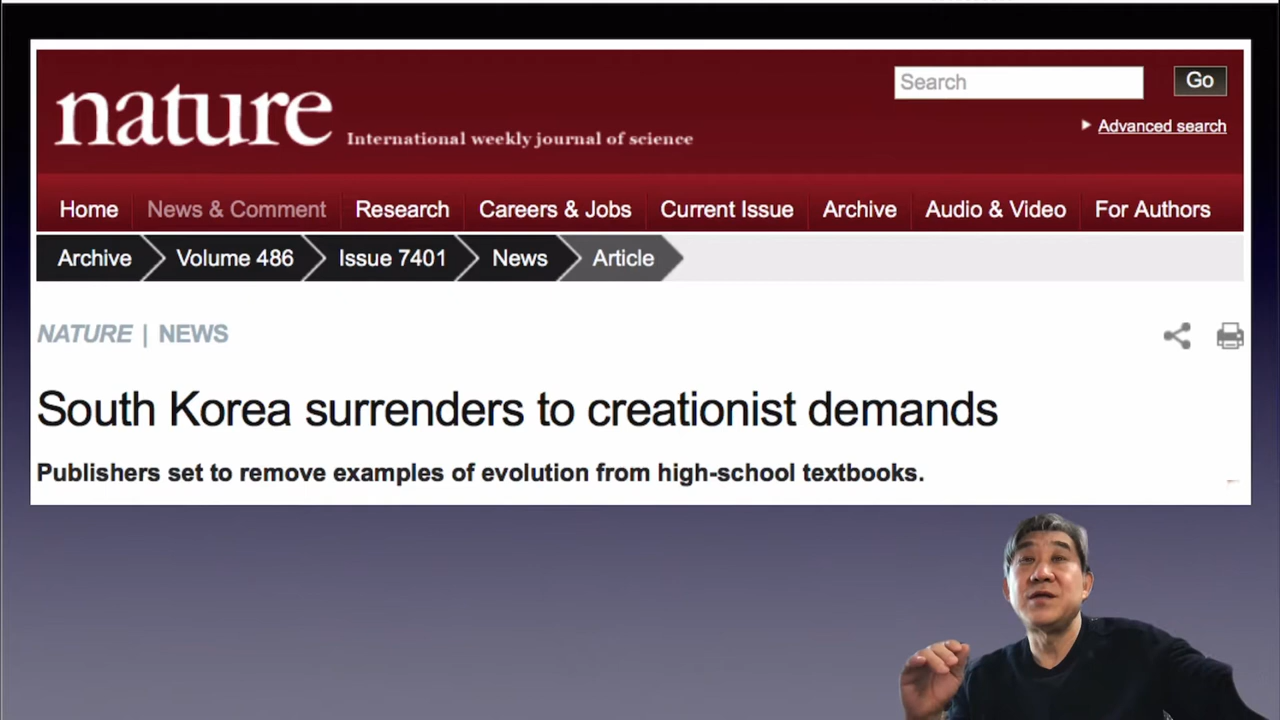 nature International weekly journal of science
Search Go
Advanced search
Home News & Comment Research Careers & Jobs Current Issue Archive Audio & Video For Authors
Archive Volume 486 Issue 7401 News Article
NATURE | NEWS
South Korea surrenders to creationist demands
Publishers set to remove examples of evolution from high-school textbooks.